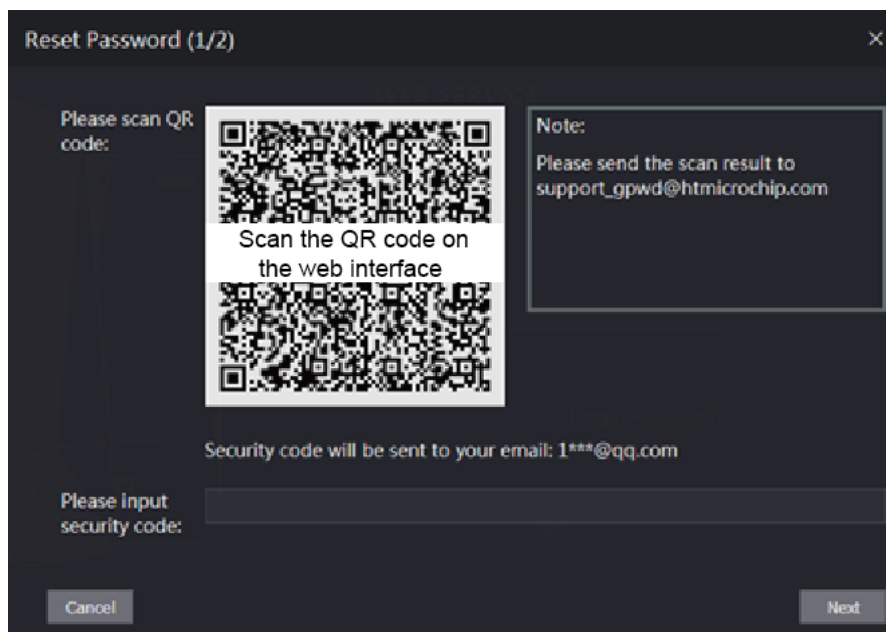 Reset Password (1/2)
Please scan QR
code:
Scan the QR code on
the web interface
Note:
Please send the scan result to
support_gpwd@htmicrochip.com
Security code will be sent to your email: 1***@qq.com
Please input
security code:
Cancel
Next